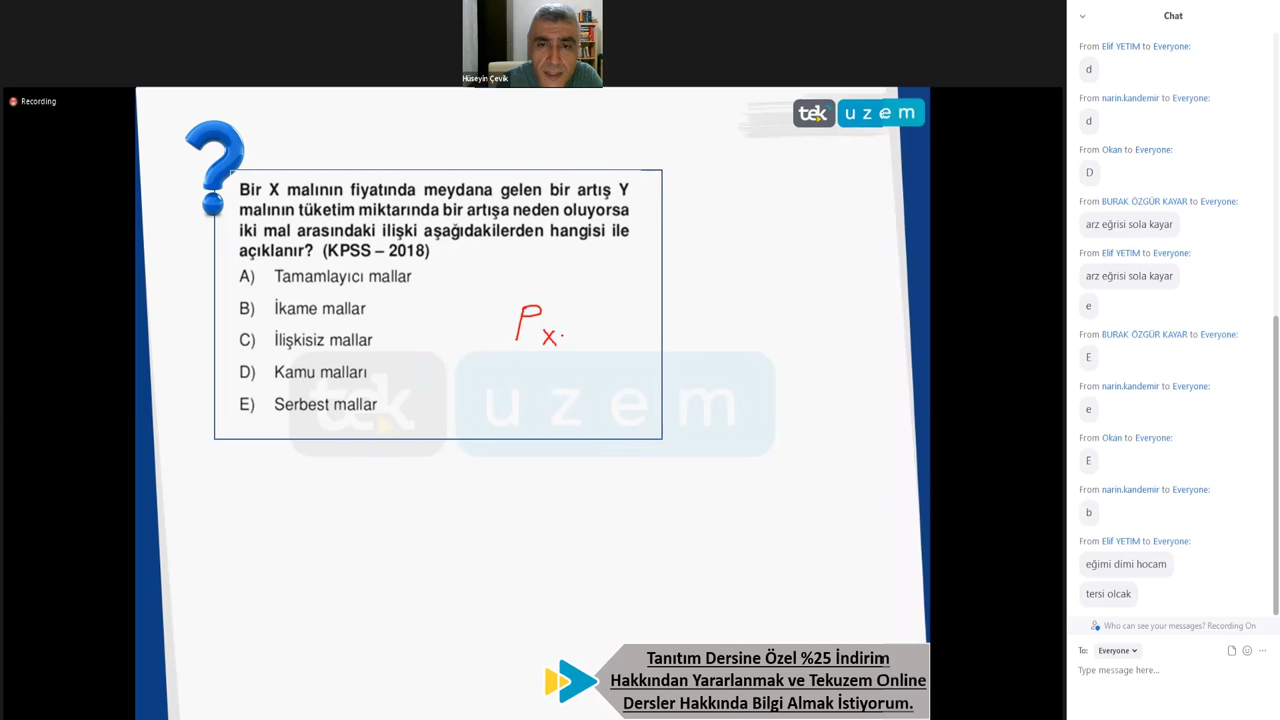 Hüseyin Çevik
Recording
tek uzem
Bir X malının fiyatında meydana gelen bir artış Y
malının tüketim miktarında bir artışa neden oluyorsa
iki mal arasındaki ilişki aşağıdakilerden hangisi ile
açıklanır? (KPSS – 2018)
A) Tamamlayıcı mallar
B) İkame mallar
C) İlişkisiz mallar
D) Kamu malları
E) Serbest mallar
Px
tek uzem
Tanıtım Dersine Özel %25 İndirim
Hakkından Yararlanmak ve Tekuzem Online
Dersler Hakkında Bilgi Almak İstiyorum.
Chat
From Elif YETIM to Everyone:
d
From narin.kandemir to Everyone:
d
From Okan to Everyone:
D
From BURAK ÖZGÜR KAYAR to Everyone:
arz eğrisi sola kayar
From Elif YETIM to Everyone:
arz eğrisi sola kayar
e
From BURAK ÖZGÜR KAYAR to Everyone:
E
From narin.kandemir to Everyone:
e
From Okan to Everyone:
E
From narin.kandemir to Everyone:
b
From Elif YETIM to Everyone:
eğimi dimi hocam
tersi olcak
Who can see your messages? Recording On
To: Everyone
Type message here...